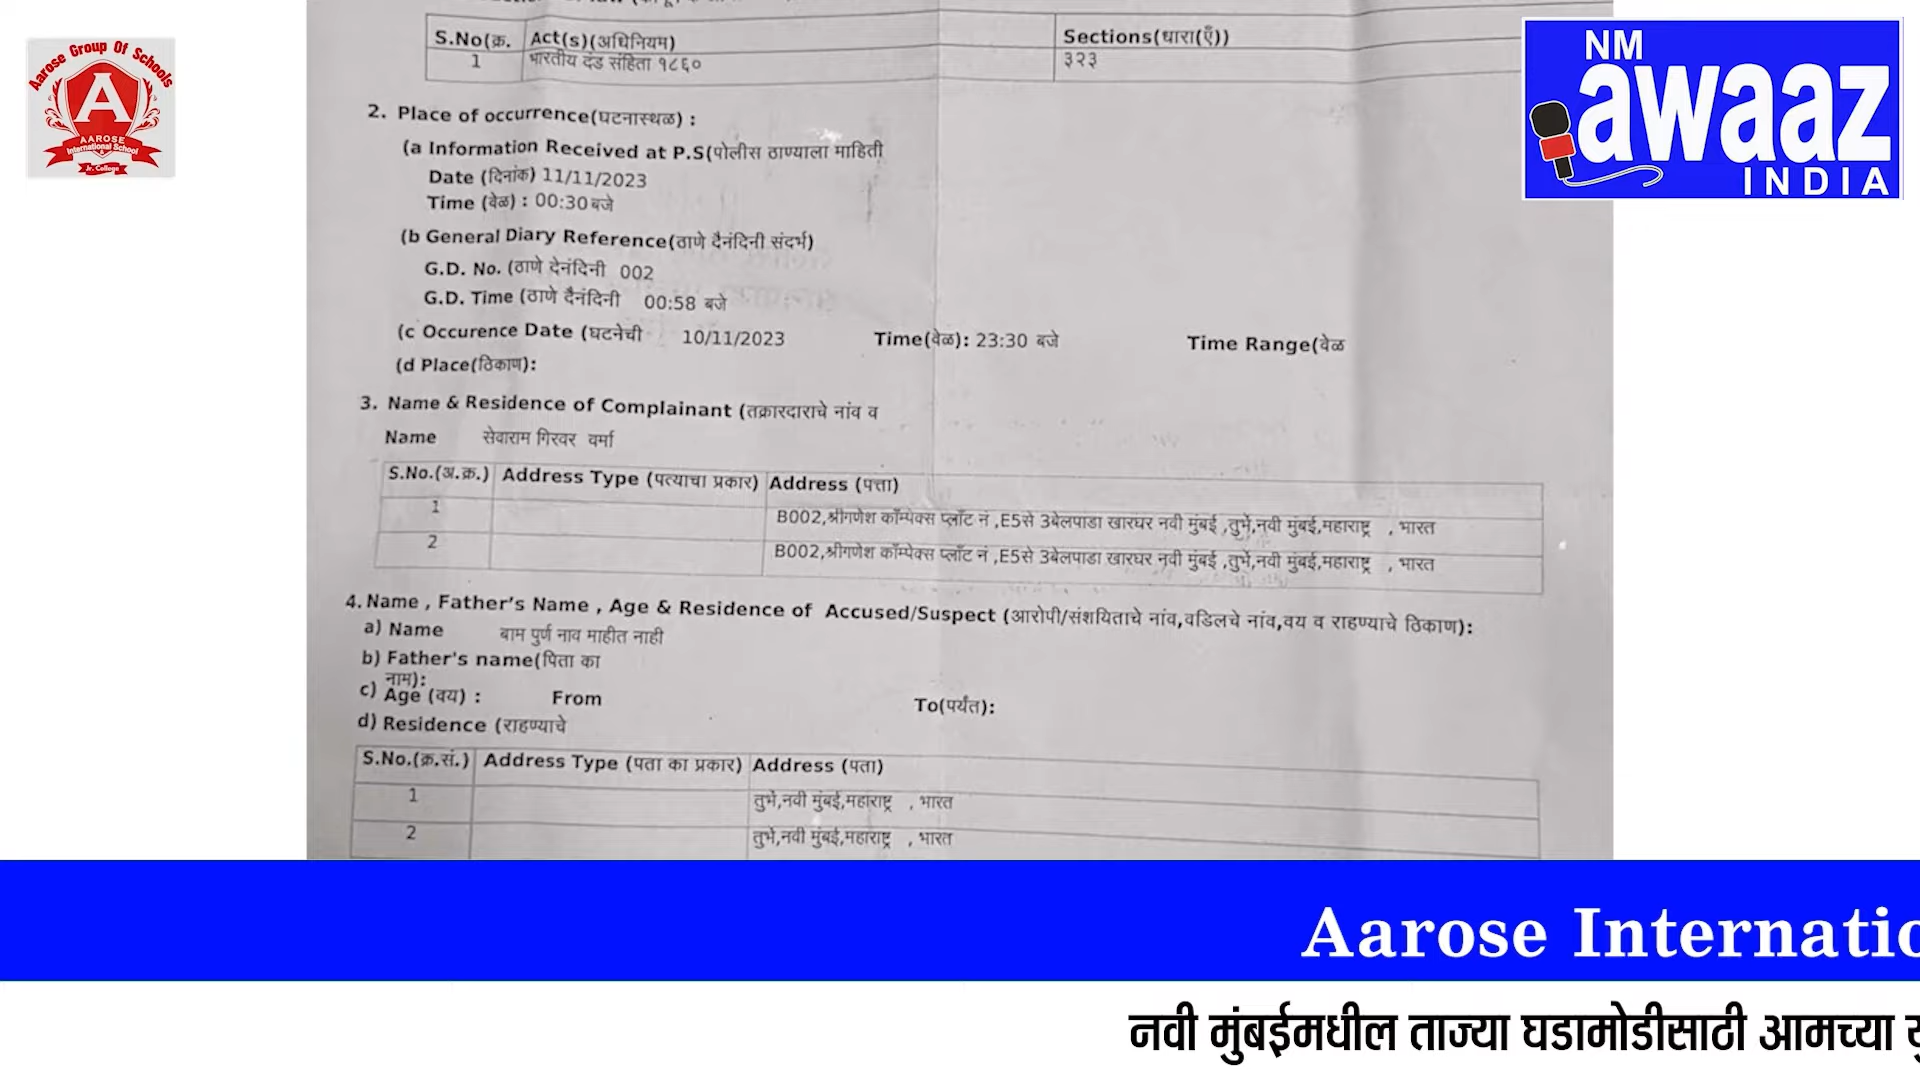 Aarose Group Of Schools
A
AAROSE
International School
&
Jr. College
NM
awaaz
INDIA
S.No(क्र. Act(s)(अधिनियम) Sections(धारा(एँ))
1 भारतीय दंड संहिता १८६० ३२३
2. Place of occurrence(घटनास्थळ) :
(a Information Received at P.S(पोलीस ठाण्याला माहिती
Date (दिनांक) 11/11/2023
Time (वेळ) : 00:30 बजे
(b General Diary Reference(ठाणे दैनंदिनी संदर्भ)
G.D. No. (ठाणे देनंदिनी 002
G.D. Time (ठाणे दैनंदिनी 00:58 बजे
(c Occurence Date (घटनेची 10/11/2023 Time(वेळ): 23:30 बजे Time Range(वेळ
(d Place(ठिकाण):
3. Name & Residence of Complainant (तक्रारदाराचे नांव व
Name सेवाराम गिरवर वर्मा
S.No.(अ.क्र.) Address Type (पत्याचा प्रकार) Address (पत्ता)
1 B002,श्रीगणेश कॉम्पेक्स प्लॉट नं ,E5से 3बेलपाडा खारघर नवी मुंबई ,तुर्भे,नवी मुंबई,महाराष्ट्र , भारत
2 B002,श्रीगणेश कॉम्पेक्स प्लॉट नं ,E5से 3बेलपाडा खारघर नवी मुंबई ,तुर्भे,नवी मुंबई,महाराष्ट्र , भारत
4. Name , Father’s Name , Age & Residence of Accused/Suspect (आरोपी/संशयिताचे नांव,वडिलचे नांव,वय व राहण्याचे ठिकाण):
a) Name बाम पुर्ण नाव माहीत नाही
b) Father's name(पिता का
नाम):
c) Age (वय) : From To(पर्यंत):
d) Residence (राहण्याचे
S.No.(क्र.सं.) Address Type (पता का प्रकार) Address (पता)
1 तुर्भे,नवी मुंबई,महाराष्ट्र , भारत
2 तुर्भे,नवी मुंबई,महाराष्ट्र , भारत
Aarose Internatio
नवी मुंबईमधील ताज्या घडामोडीसाठी आमच्या